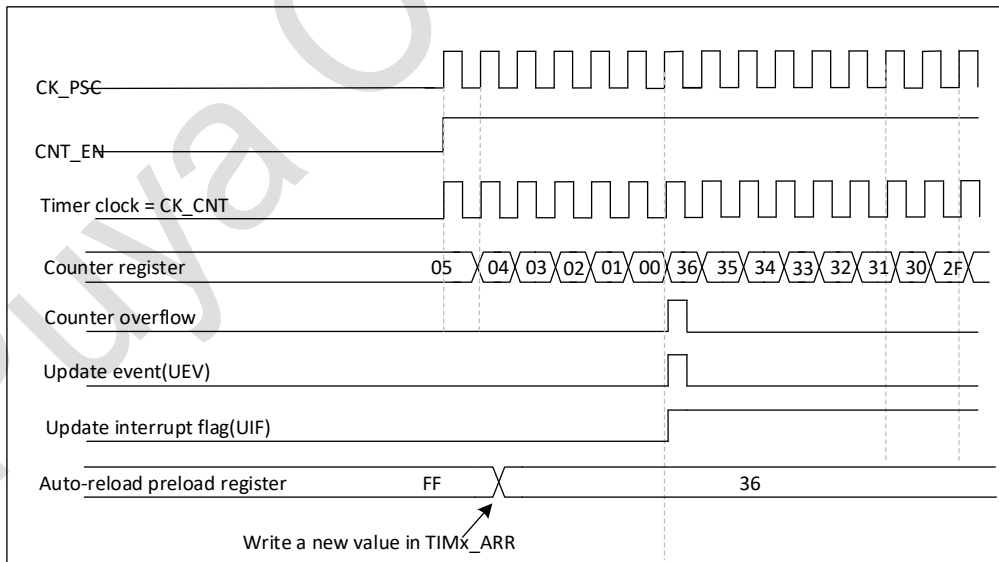 CK_PSC
CNT_EN
Timer clock = CK_CNT
Counter register 05 04 03 02 01 00 36 35 34 33 32 31 30 2F
Counter overflow
Update event(UEV)
Update interrupt flag(UIF)
Auto-reload preload register FF 36
Write a new value in TIMx_ARR
Puya